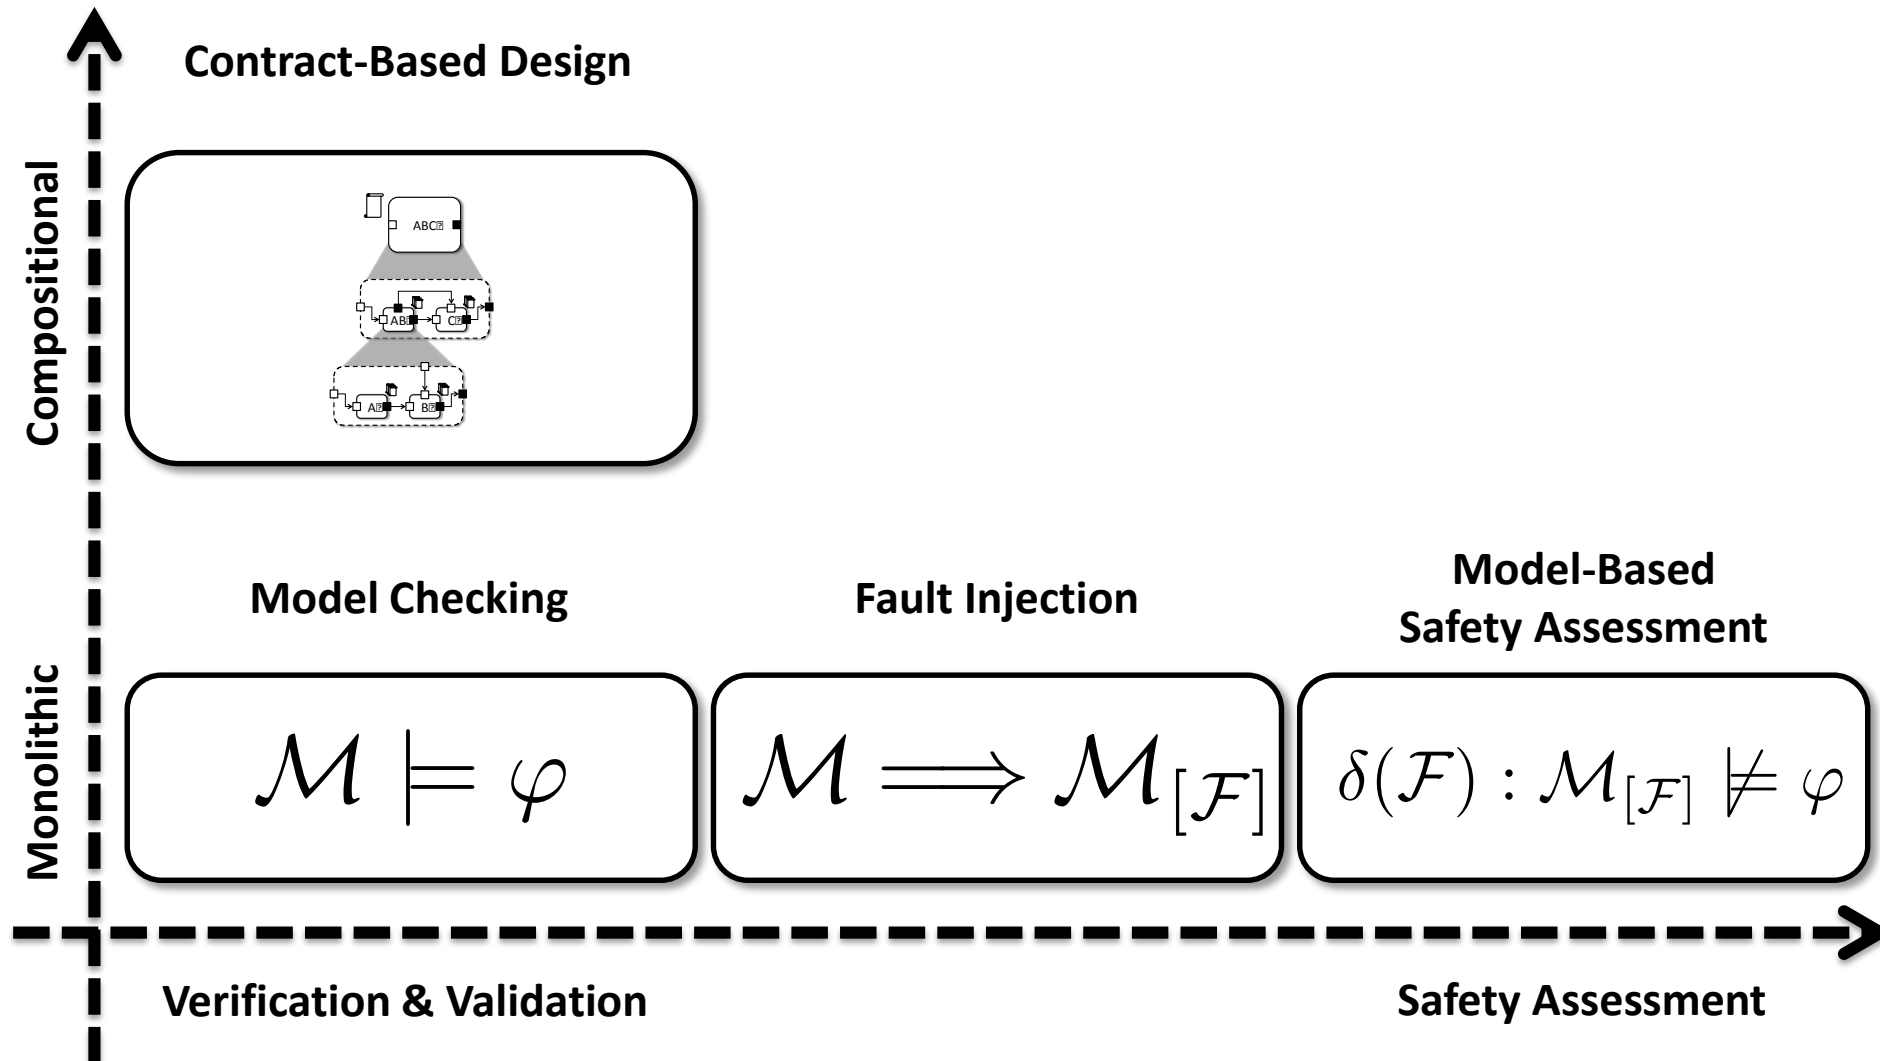 Contract-Based Design
Compositional
ABC⍰
AB⍰
C⍰
A⍰
B⍰
Model Checking
Fault Injection
Model-Based
Safety Assessment
Monolithic
ℳ ⊨ φ
ℳ ⟹ ℳ[ℱ]
δ(ℱ) : ℳ[ℱ] ⊭ φ
Verification & Validation
Safety Assessment